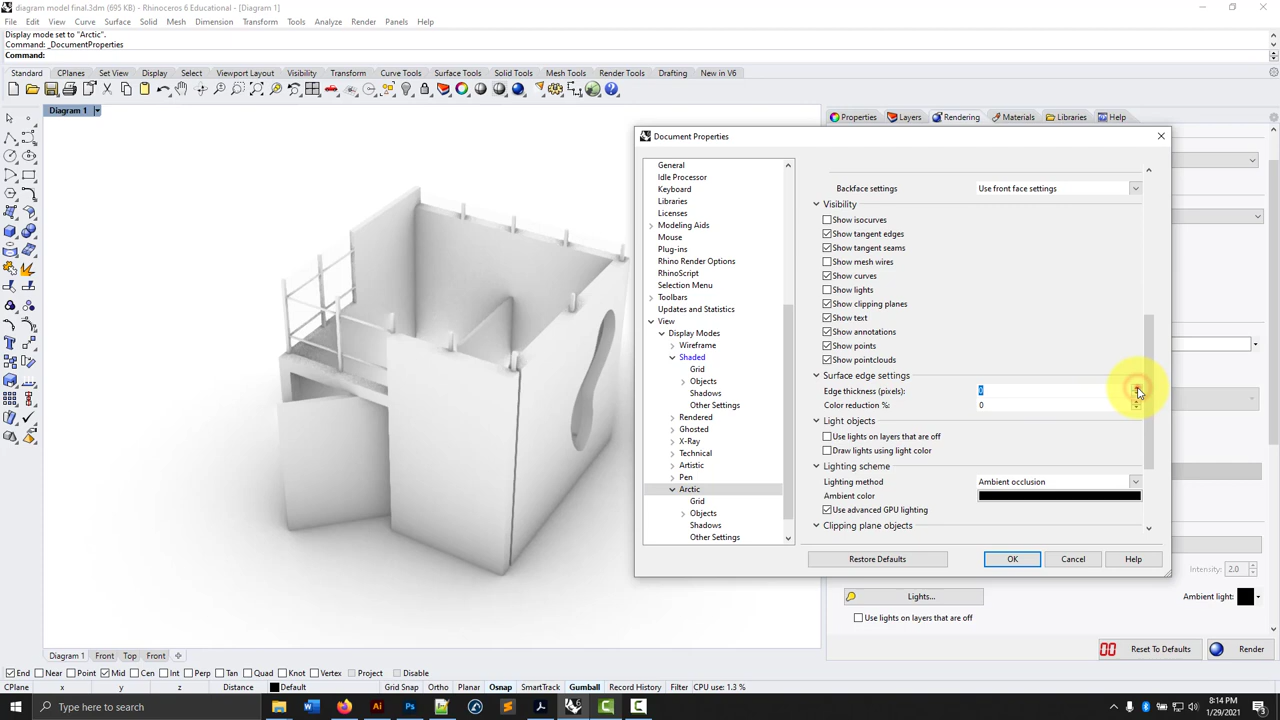 diagram model final.3dm (695 KB) - Rhinoceros 6 Educational - [Diagram 1]
File Edit View Curve Surface Solid Mesh Dimension Transform Tools Analyze Render Panels Help
Display mode set to "Arctic".
Command: _DocumentProperties
Command:
Standard CPlanes Set View Display Select Viewport Layout Visibility Transform Curve Tools Surface Tools Solid Tools Mesh Tools Render Tools Drafting New in V6
Diagram 1
Properties Layers Rendering Materials Libraries Help
Document Properties
General
Idle Processor
Keyboard
Libraries
Licenses
Modeling Aids
Mouse
Plug-ins
Rhino Render Options
RhinoScript
Selection Menu
Toolbars
Updates and Statistics
View
Display Modes
Wireframe
Shaded
Grid
Objects
Shadows
Other Settings
Rendered
Ghosted
X-Ray
Technical
Artistic
Pen
Arctic
Grid
Objects
Shadows
Other Settings
Backface settings Use front face settings
Visibility
Show isocurves
Show tangent edges
Show tangent seams
Show mesh wires
Show curves
Show lights
Show clipping planes
Show text
Show annotations
Show points
Show pointclouds
Surface edge settings
Edge thickness (pixels): 0
Color reduction %: 0
Light objects
Use lights on layers that are off
Draw lights using light color
Lighting scheme
Lighting method Ambient occlusion
Ambient color
Use advanced GPU lighting
Clipping plane objects
Restore Defaults OK Cancel Help
Intensity: 2.0
Lights... Ambient light:
Use lights on layers that are off
Reset To Defaults Render
Diagram 1 Front Top Front
End Near Point Mid Cen Int Perp Tan Quad Knot Vertex Project Disable
CPlane x y z Distance Default Grid Snap Ortho Planar Osnap SmartTrack Gumball Record History Filter CPU use: 1.3 %
Type here to search
8:14 PM
1/29/2021